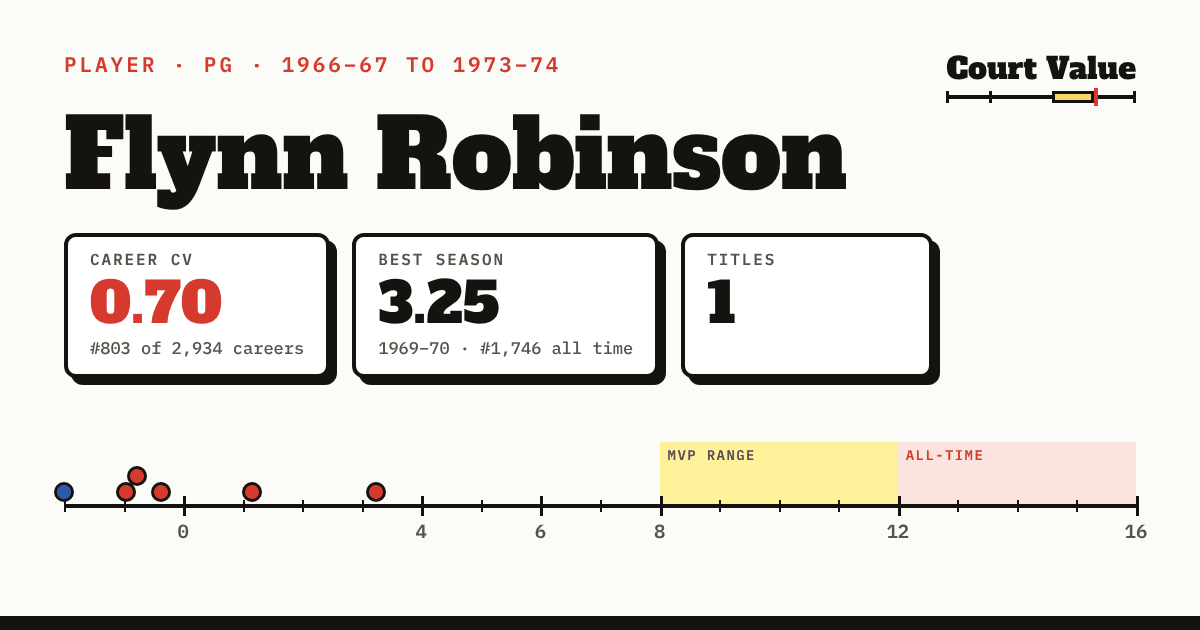 PLAYER · PG · 1966–67 TO 1973–74
Court Value
Flynn Robinson
CAREER CV
0.70
#803 of 2,934 careers
BEST SEASON
3.25
1969–70 · #1,746 all time
TITLES
1
MVP RANGE
ALL-TIME
0 4 6 8 12 16